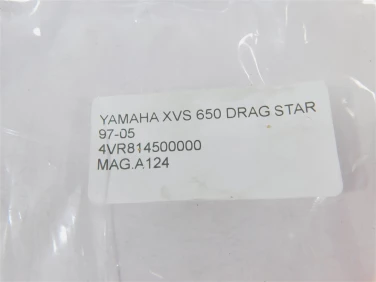 YAMAHA XVS 650 DRAG STAR
97-05
4VR814500000
MAG.A124